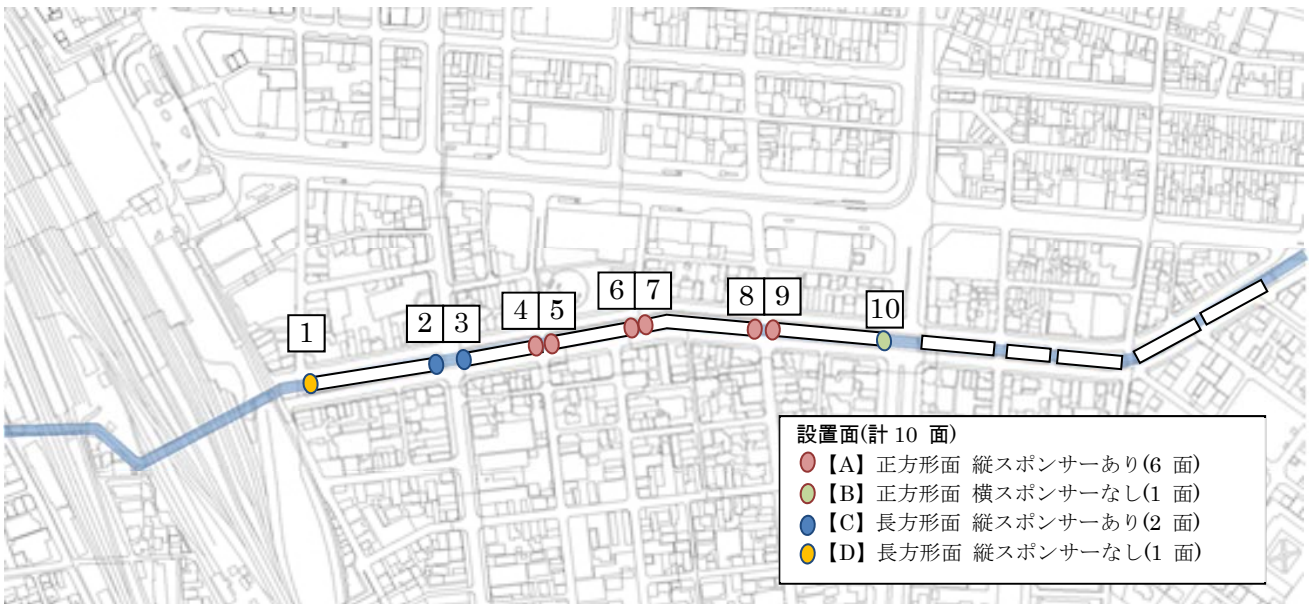 1
2 3
4 5
6 7
8 9
10
設置面(計 10 面)
【A】正方形面 縦スポンサーあり(6 面)
【B】正方形面 横スポンサーなし(1 面)
【C】長方形面 縦スポンサーあり(2 面)
【D】長方形面 縦スポンサーなし(1 面)